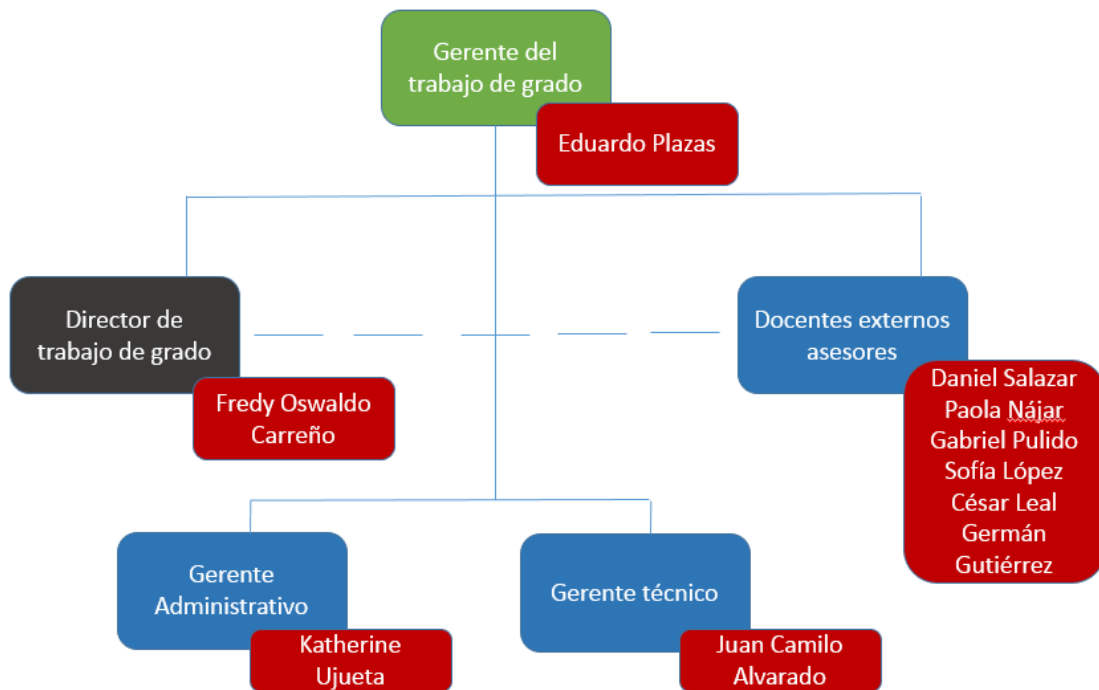 Gerente del
trabajo de grado
Eduardo Plazas
Director de
trabajo de grado
Fredy Oswaldo
Carreño
Docentes externos
asesores
Daniel Salazar
Paola Nájar
Gabriel Pulido
Sofía López
César Leal
Germán
Gutiérrez
Gerente
Administrativo
Katherine
Ujueta
Gerente técnico
Juan Camilo
Alvarado